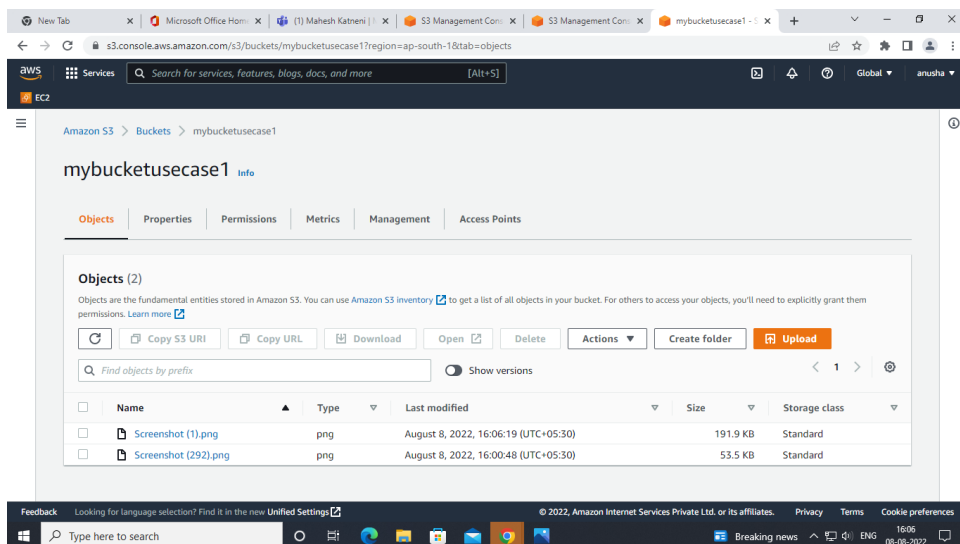 New Tab
Microsoft Office Home
(1) Mahesh Katneni |
S3 Management Cons
S3 Management Cons
mybucketusecase1 - S
s3.console.aws.amazon.com/s3/buckets/mybucketusecase1?region=ap-south-1&tab=objects
aws
Services
Search for services, features, blogs, docs, and more
[Alt+S]
Global
anusha
EC2
Amazon S3 > Buckets > mybucketusecase1
mybucketusecase1 Info
Objects
Properties
Permissions
Metrics
Management
Access Points
Objects (2)
Objects are the fundamental entities stored in Amazon S3. You can use Amazon S3 inventory to get a list of all objects in your bucket. For others to access your objects, you'll need to explicitly grant them
permissions. Learn more
Copy S3 URI
Copy URL
Download
Open
Delete
Actions
Create folder
Upload
Find objects by prefix
Show versions
< 1 >
Name Type Last modified Size Storage class
Screenshot (1).png png August 8, 2022, 16:06:19 (UTC+05:30) 191.9 KB Standard
Screenshot (292).png png August 8, 2022, 16:00:48 (UTC+05:30) 53.5 KB Standard
Feedback
Looking for language selection? Find it in the new Unified Settings
© 2022, Amazon Internet Services Private Ltd. or its affiliates.
Privacy
Terms
Cookie preferences
Type here to search
Breaking news
ENG
16:06
08-08-2022